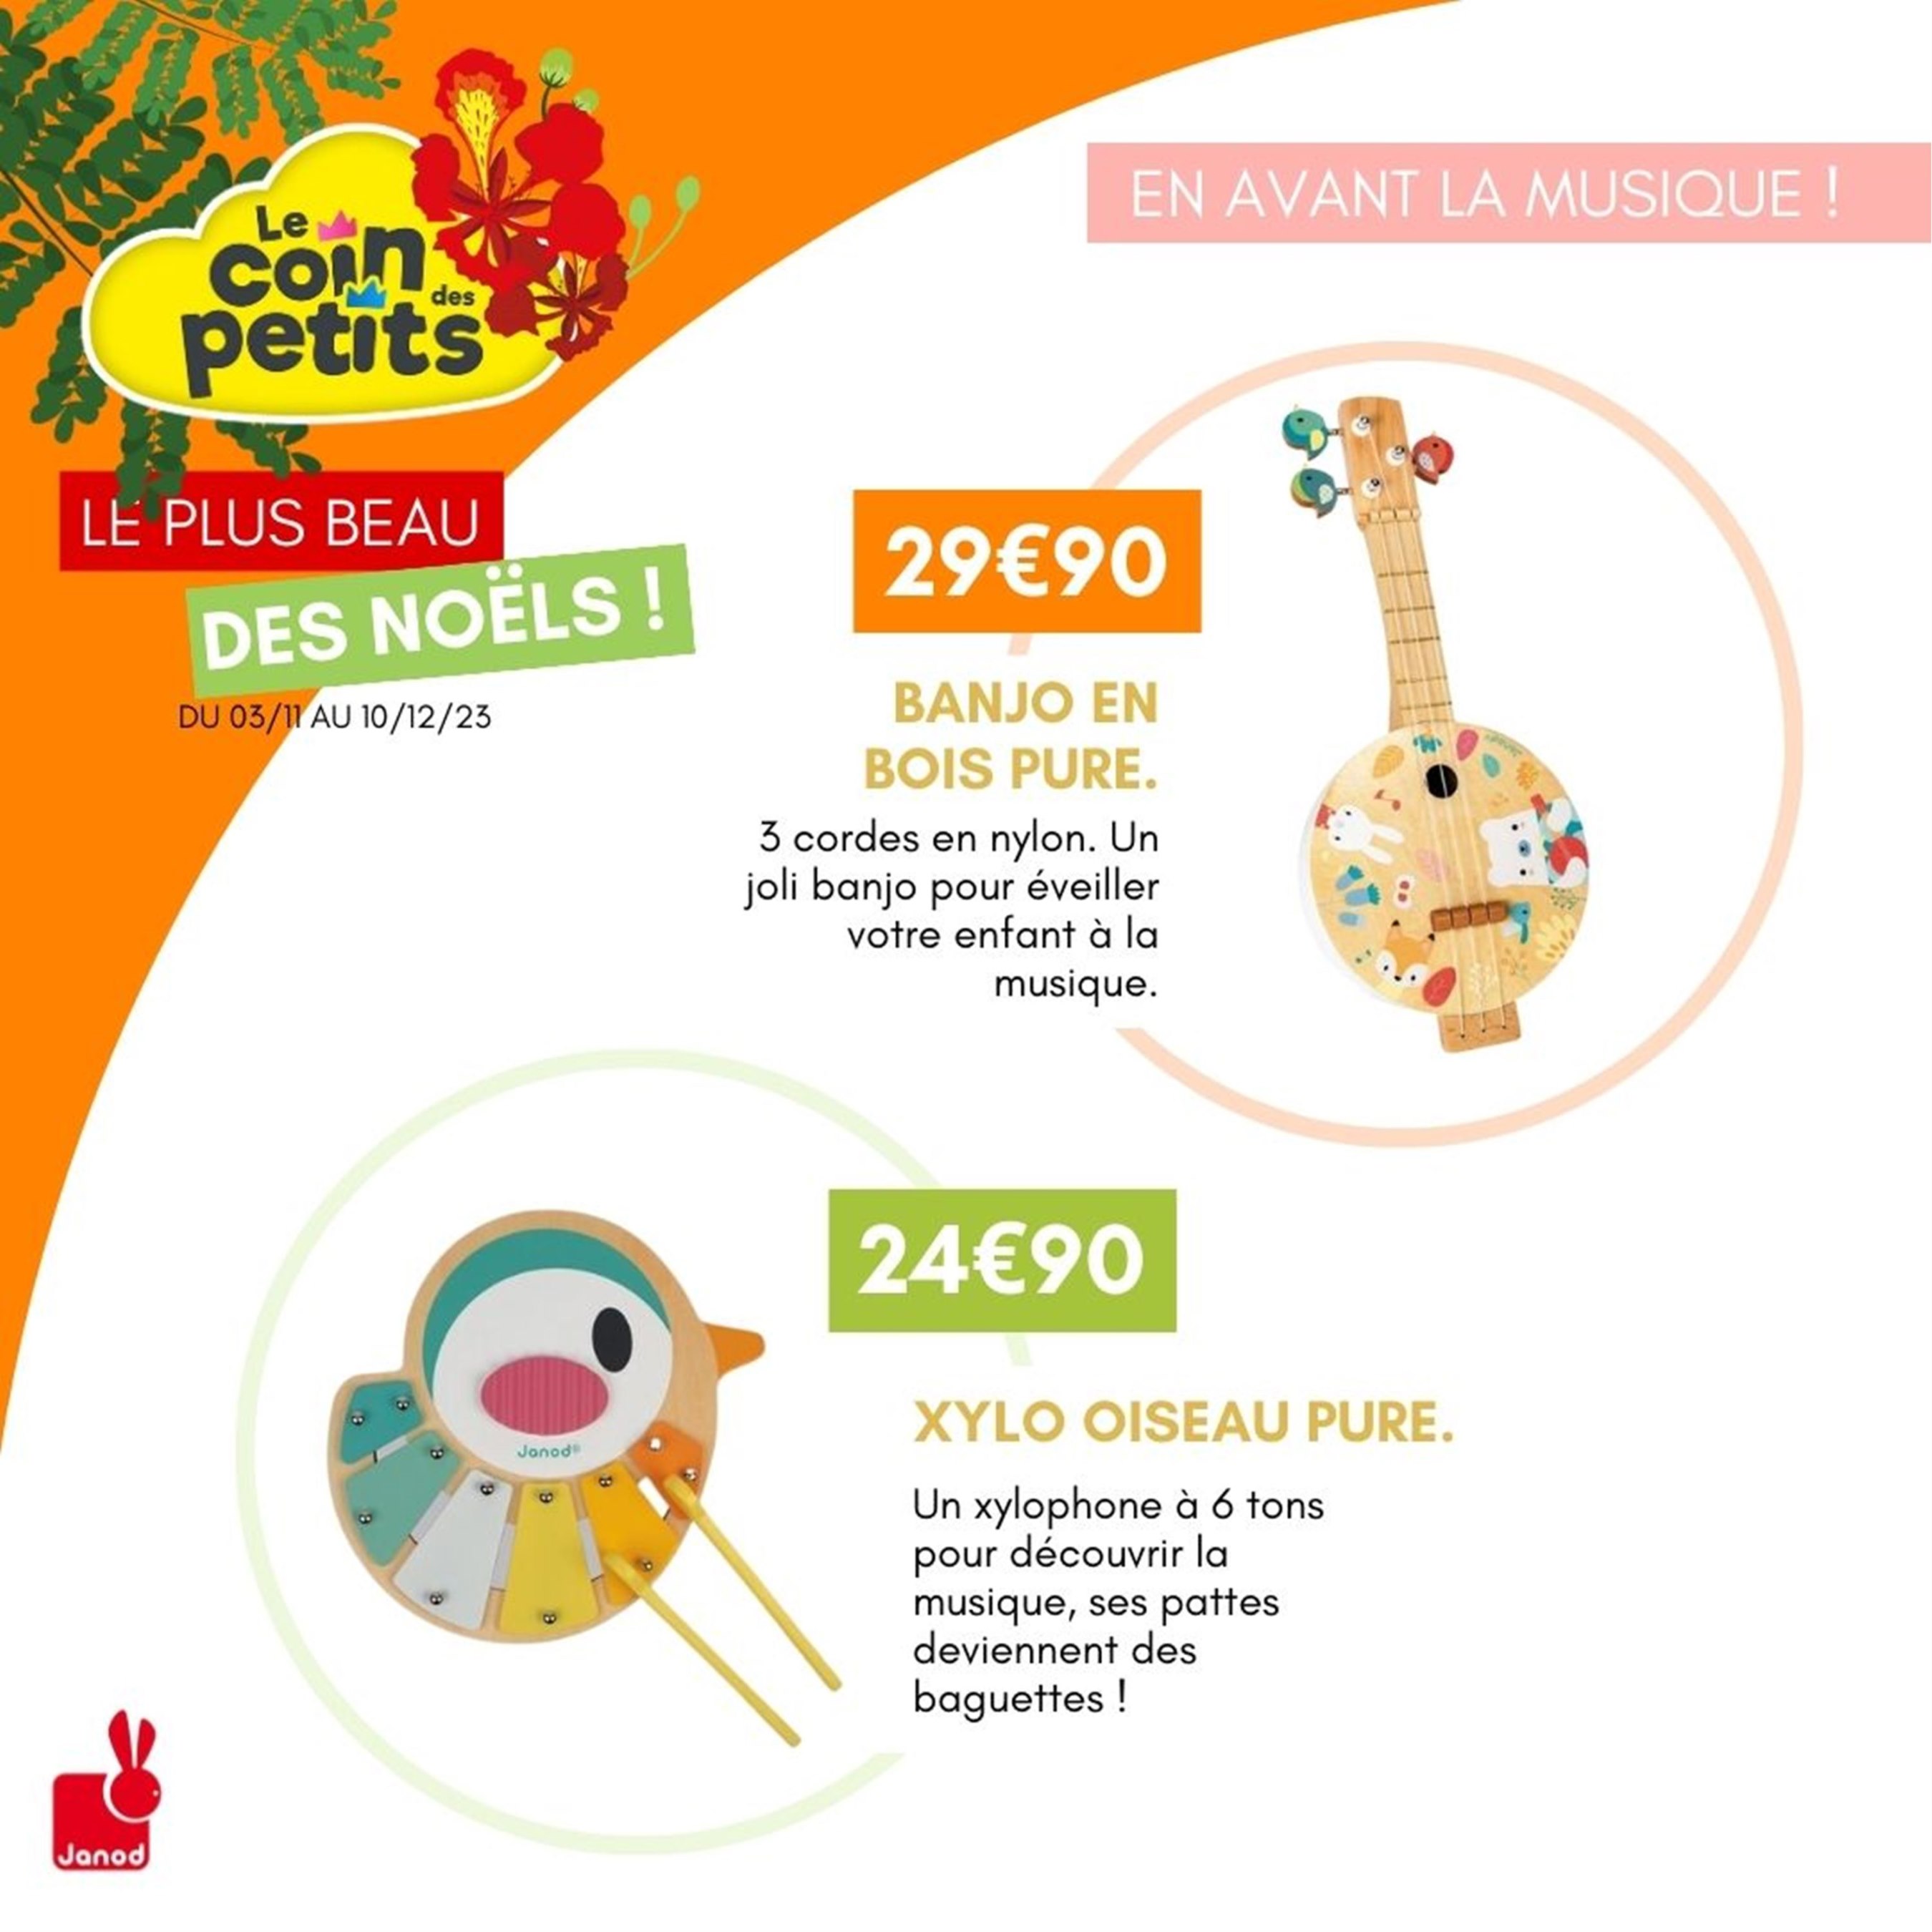 Le
coin
des
petits
LE PLUS BEAU
DES NOËLS !
DU 03/11 AU 10/12/23
EN AVANT LA MUSIQUE !
29€90
BANJO EN
BOIS PURE.
3 cordes en nylon. Un
joli banjo pour éveiller
votre enfant à la
musique.
24€90
XYLO OISEAU PURE.
Un xylophone à 6 tons
pour découvrir la
musique, ses pattes
deviennent des
baguettes !
Janod®
Janod